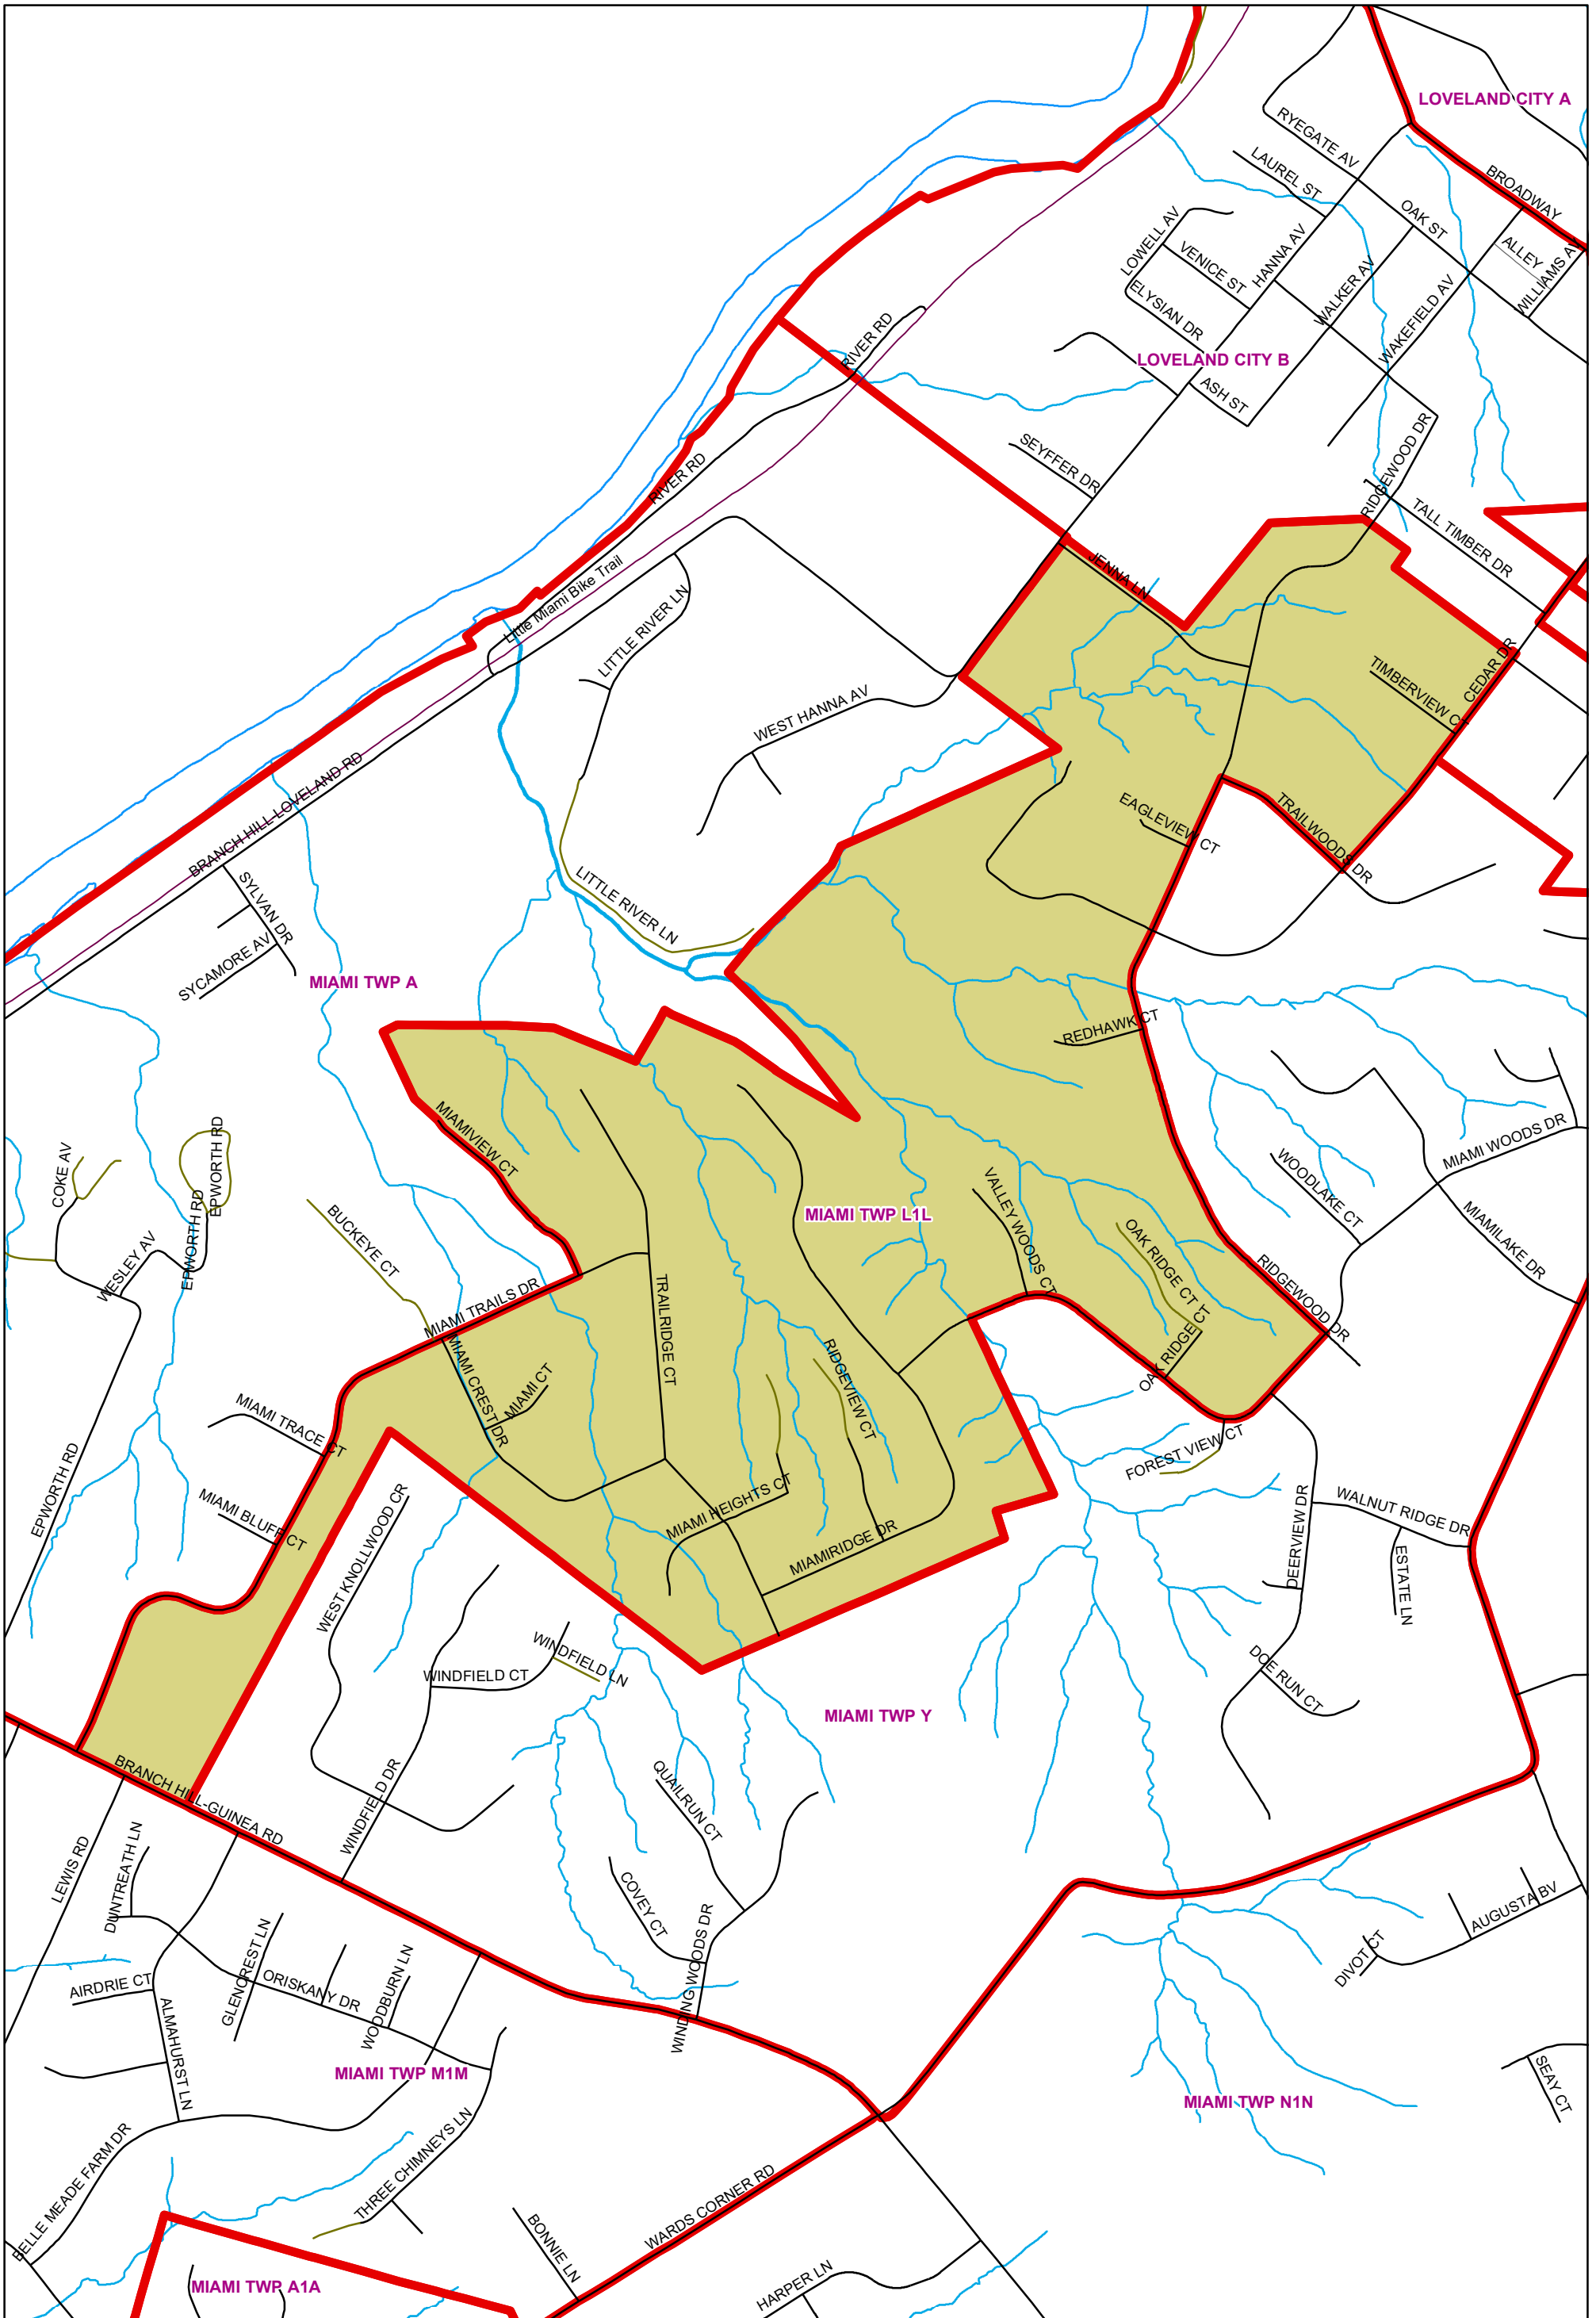 LOVELAND CITY A
RYEGATE AV
LAUREL ST
BROADWAY
OAK ST
LOWELL AV
VENICE ST
HANNA AV
ALLEY
WILLIAMS AV
ELYSIAN DR
WALKER AV
WAKEFIELD AV
RIVER RD
LOVELAND CITY B
ASH ST
SEYFFER DR
RIDGEWOOD DR
RIVER RD
TALL TIMBER DR
JENNA LN
Little Miami Bike Trail
LITTLE RIVER LN
TIMBERVIEW CT
CEDAR DR
WEST HANNA AV
BRANCH HILL-LOVELAND RD
EAGLEVIEW CT
TRAILWOODS DR
SYLVAN DR
LITTLE RIVER LN
SYCAMORE AV
MIAMI TWP A
REDHAWK CT
MIAMIVIEW CT
EPWORTH RD
COKE AV
MIAMI WOODS DR
WOODLAKE CT
VALLEY WOODS CT
EPWORTH RD
BUCKEYE CT
MIAMI TWP L1L
OAK RIDGE CT CT
MIAMILAKE DR
WESLEY AV
RIDGEWOOD DR
MIAMI TRAILS DR
TRAILRIDGE CT
MIAMI CREST DR
MIAMI CT
RIDGEVIEW CT
OAK RIDGE CT
MIAMI TRACE CT
FOREST VIEW CT
EPWORTH RD
MIAMI BLUFF CT
WEST KNOLLWOOD CR
MIAMI HEIGHTS CT
MIAMIRIDGE DR
DEERVIEW DR
WALNUT RIDGE DR
ESTATE LN
WINDFIELD LN
WINDFIELD CT
DOE RUN CT
MIAMI TWP Y
BRANCH HILL-GUINEA RD
WINDFIELD DR
QUAILRUN CT
LEWIS RD
DUNTREATH LN
COVEY CT
GLENCREST LN
WINDING WOODS DR
AUGUSTA BV
DIVOT CT
AIRDRIE CT
ORISKANY DR
WOODBURN LN
ALMAHURST LN
MIAMI TWP M1M
SEAY CT
MIAMI TWP N1N
BELLE MEADE FARM DR
THREE CHIMNEYS LN
WARDS CORNER RD
BONNIE LN
MIAMI TWP A1A
HARPER LN